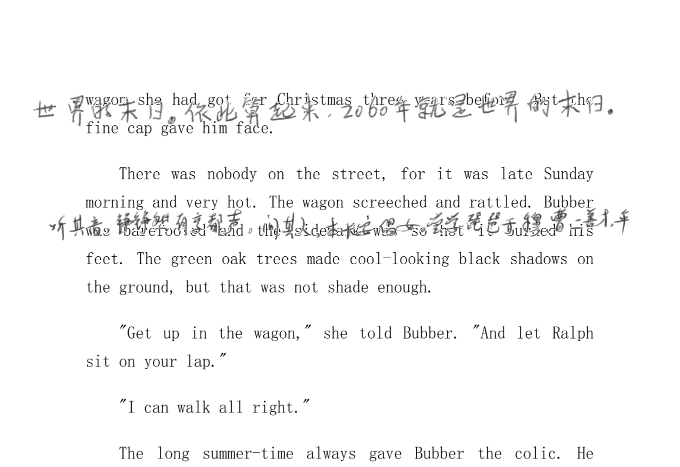 wagon she had got for Christmas three years before. But the
世界的末日。依此算起来，2060年就是世界的末日。
fine cap gave him face.
There was nobody on the street, for it was late Sunday
morning and very hot. The wagon screeched and rattled. Bubber
听其音，铮铮然有京都声。问其人，本长安倡女，尝学琵琶于穆、曹二善才，年
was barefooted and the sidewalk was so hot it burned his
feet. The green oak trees made cool-looking black shadows on
the ground, but that was not shade enough.
"Get up in the wagon," she told Bubber. "And let Ralph
sit on your lap."
"I can walk all right."
The long summer-time always gave Bubber the colic. He